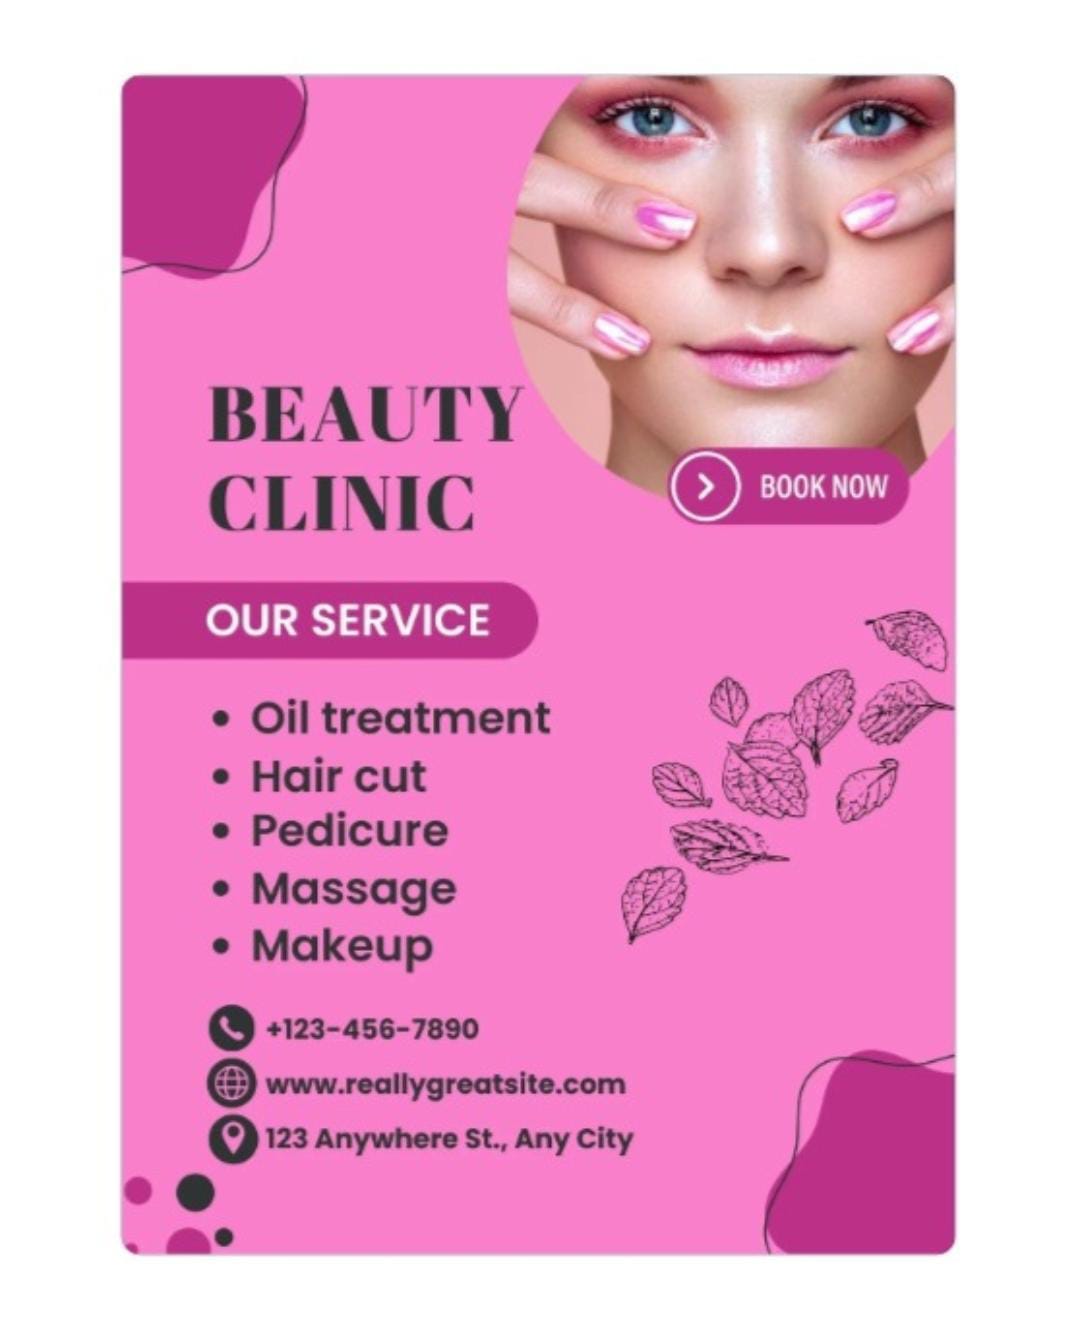 BEAUTY
CLINIC
BOOK NOW
OUR SERVICE
• Oil treatment
• Hair cut
• Pedicure
• Massage
• Makeup
+123-456-7890
www.reallygreatsite.com
123 Anywhere St., Any City